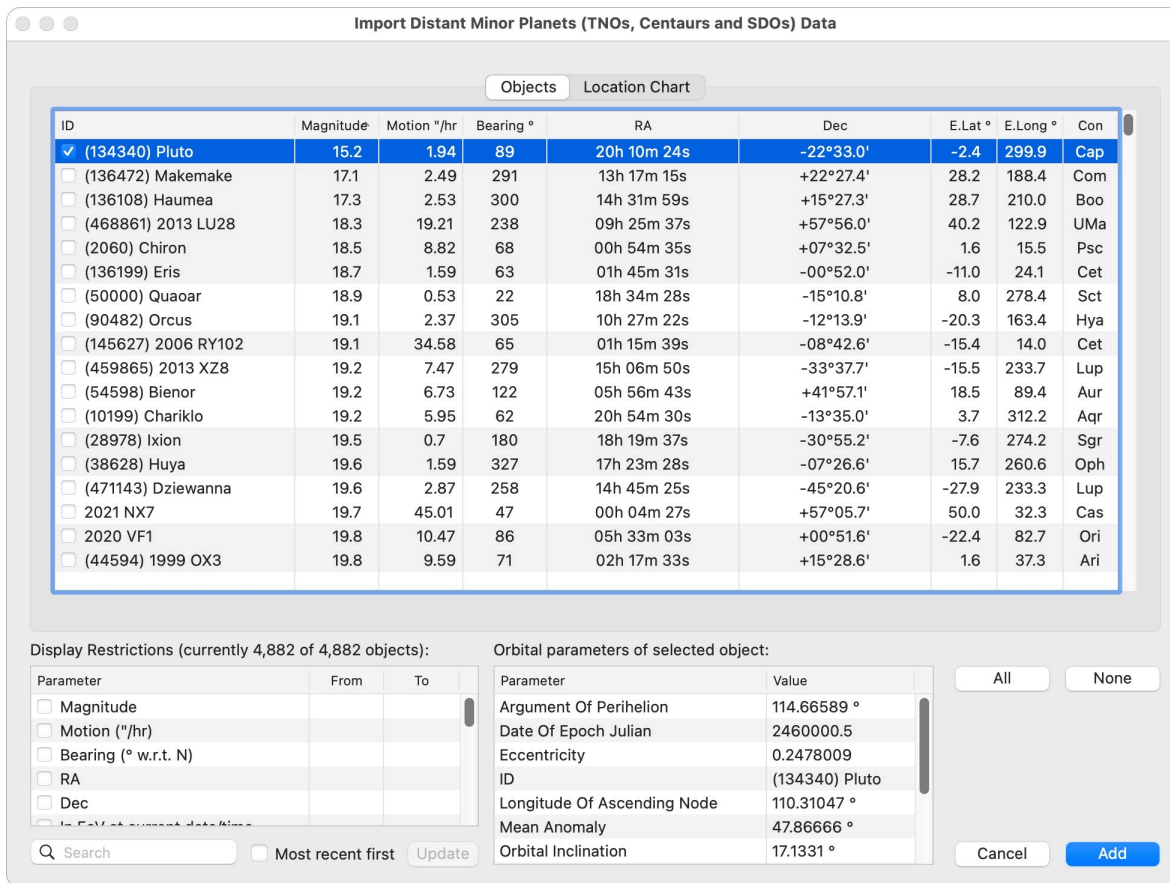 Import Distant Minor Planets (TNOs, Centaurs and SDOs) Data
Objects Location Chart
ID Magnitude Motion "/hr Bearing ° RA Dec E.Lat ° E.Long ° Con
(134340) Pluto 15.2 1.94 89 20h 10m 24s -22°33.0' -2.4 299.9 Cap
(136472) Makemake 17.1 2.49 291 13h 17m 15s +22°27.4' 28.2 188.4 Com
(136108) Haumea 17.3 2.53 300 14h 31m 59s +15°27.3' 28.7 210.0 Boo
(468861) 2013 LU28 18.3 19.21 238 09h 25m 37s +57°56.0' 40.2 122.9 UMa
(2060) Chiron 18.5 8.82 68 00h 54m 35s +07°32.5' 1.6 15.5 Psc
(136199) Eris 18.7 1.59 63 01h 45m 31s -00°52.0' -11.0 24.1 Cet
(50000) Quaoar 18.9 0.53 22 18h 34m 28s -15°10.8' 8.0 278.4 Sct
(90482) Orcus 19.1 2.37 305 10h 27m 22s -12°13.9' -20.3 163.4 Hya
(145627) 2006 RY102 19.1 34.58 65 01h 15m 39s -08°42.6' -15.4 14.0 Cet
(459865) 2013 XZ8 19.2 7.47 279 15h 06m 50s -33°37.7' -15.5 233.7 Lup
(54598) Bienor 19.2 6.73 122 05h 56m 43s +41°57.1' 18.5 89.4 Aur
(10199) Chariklo 19.2 5.95 62 20h 54m 30s -13°35.0' 3.7 312.2 Aqr
(28978) Ixion 19.5 0.7 180 18h 19m 37s -30°55.2' -7.6 274.2 Sgr
(38628) Huya 19.6 1.59 327 17h 23m 28s -07°26.6' 15.7 260.6 Oph
(471143) Dziewanna 19.6 2.87 258 14h 45m 25s -45°20.6' -27.9 233.3 Lup
2021 NX7 19.7 45.01 47 00h 04m 27s +57°05.7' 50.0 32.3 Cas
2020 VF1 19.8 10.47 86 05h 33m 03s +00°51.6' -22.4 82.7 Ori
(44594) 1999 OX3 19.8 9.59 71 02h 17m 33s +15°28.6' 1.6 37.3 Ari
Display Restrictions (currently 4,882 of 4,882 objects):
Parameter From To
Magnitude
Motion ("/hr)
Bearing (° w.r.t. N)
RA
Dec
In FoV at current date/time
Search Most recent first Update
Orbital parameters of selected object:
Parameter Value
Argument Of Perihelion 114.66589 °
Date Of Epoch Julian 2460000.5
Eccentricity 0.2478009
ID (134340) Pluto
Longitude Of Ascending Node 110.31047 °
Mean Anomaly 47.86666 °
Orbital Inclination 17.1331 °
All None
Cancel Add